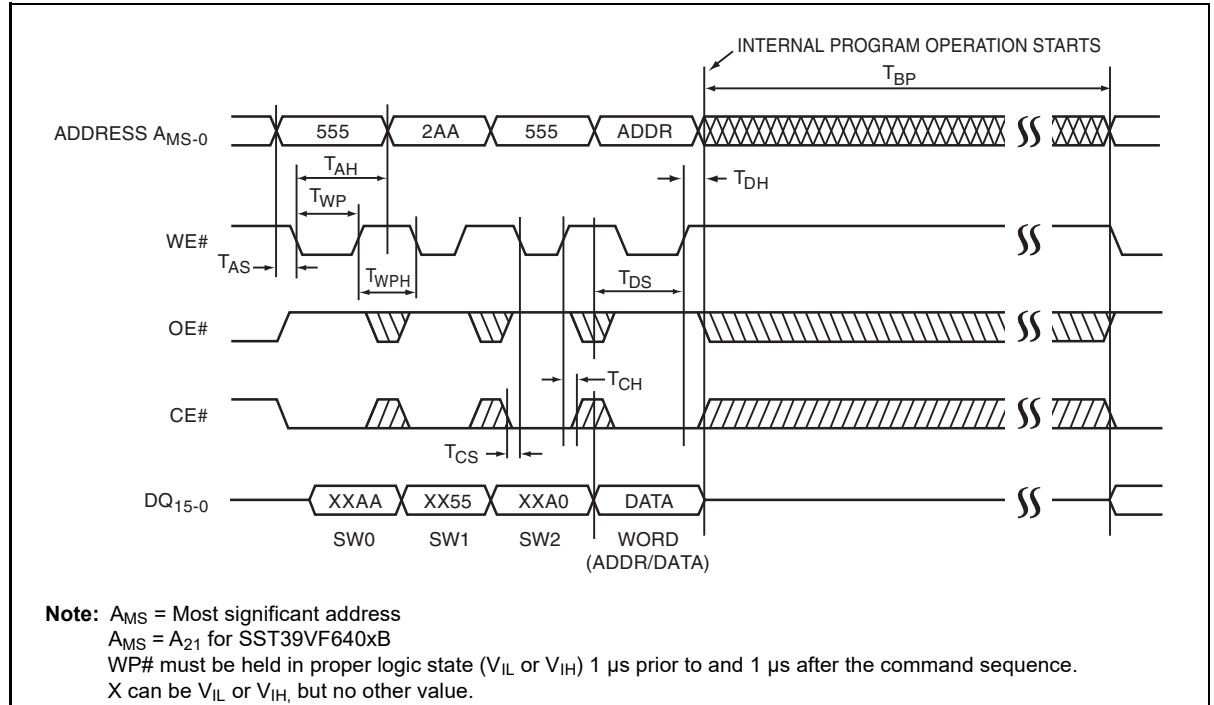 INTERNAL PROGRAM OPERATION STARTS
TBP
ADDRESS AMS-0
555
2AA
555
ADDR
TAH
TDH
TWP
WE#
TAS
TWPH
TDS
OE#
TCH
CE#
TCS
DQ15-0
XXAA
XX55
XXA0
DATA
SW0
SW1
SW2
WORD
(ADDR/DATA)
Note: AMS = Most significant address
AMS = A21 for SST39VF640xB
WP# must be held in proper logic state (VIL or VIH) 1 µs prior to and 1 µs after the command sequence.
X can be VIL or VIH, but no other value.